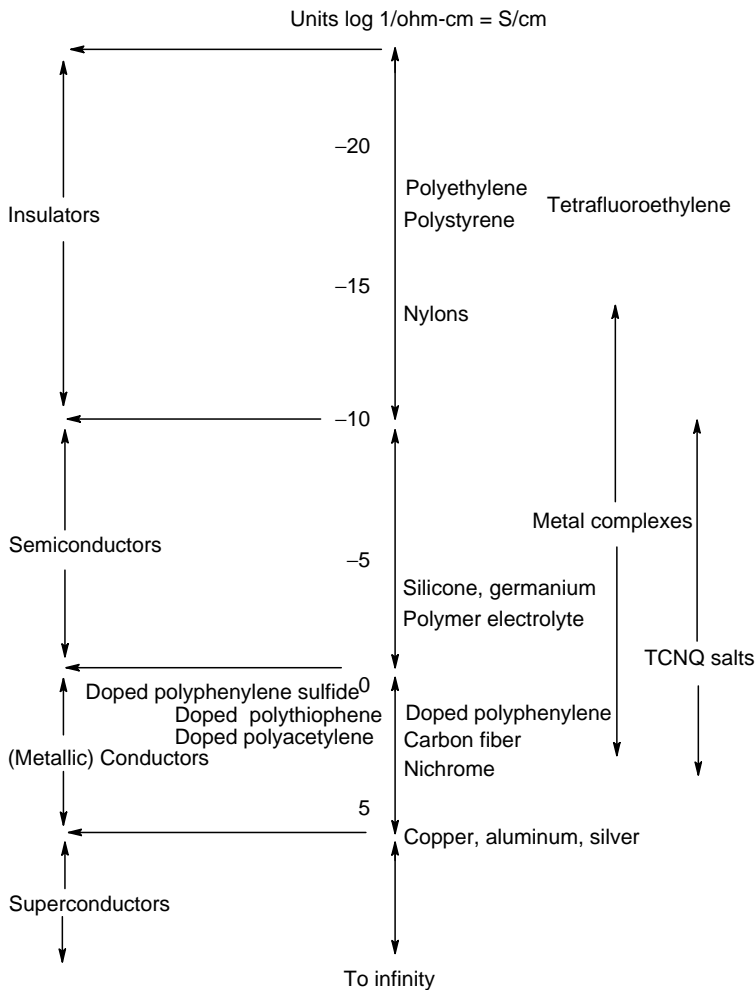 Units log 1/ohm-cm = S/cm
−20
Polyethylene
Tetrafluoroethylene
Insulators
Polystyrene
−15
Nylons
−10
Metal complexes
Semiconductors
−5
Silicone, germanium
Polymer electrolyte
TCNQ salts
0
Doped polyphenylene sulfide
Doped polythiophene
Doped polyphenylene
Doped polyacetylene
Carbon fiber
(Metallic) Conductors
Nichrome
5
Copper, aluminum, silver
Superconductors
To infinity